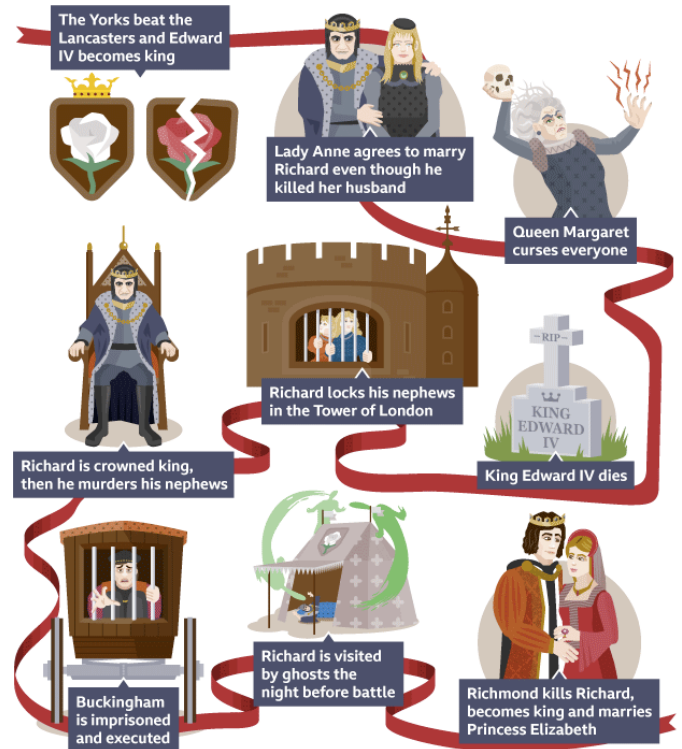 The Yorks beat the
Lancasters and Edward
IV becomes king
Lady Anne agrees to marry
Richard even though he
killed her husband
Queen Margaret
curses everyone
–RIP–
KING
EDWARD
IV
King Edward IV dies
Richard locks his nephews
in the Tower of London
Richard is crowned king,
then he murders his nephews
Buckingham
is imprisoned
and executed
Richard is visited
by ghosts the
night before battle
Richmond kills Richard,
becomes king and marries
Princess Elizabeth